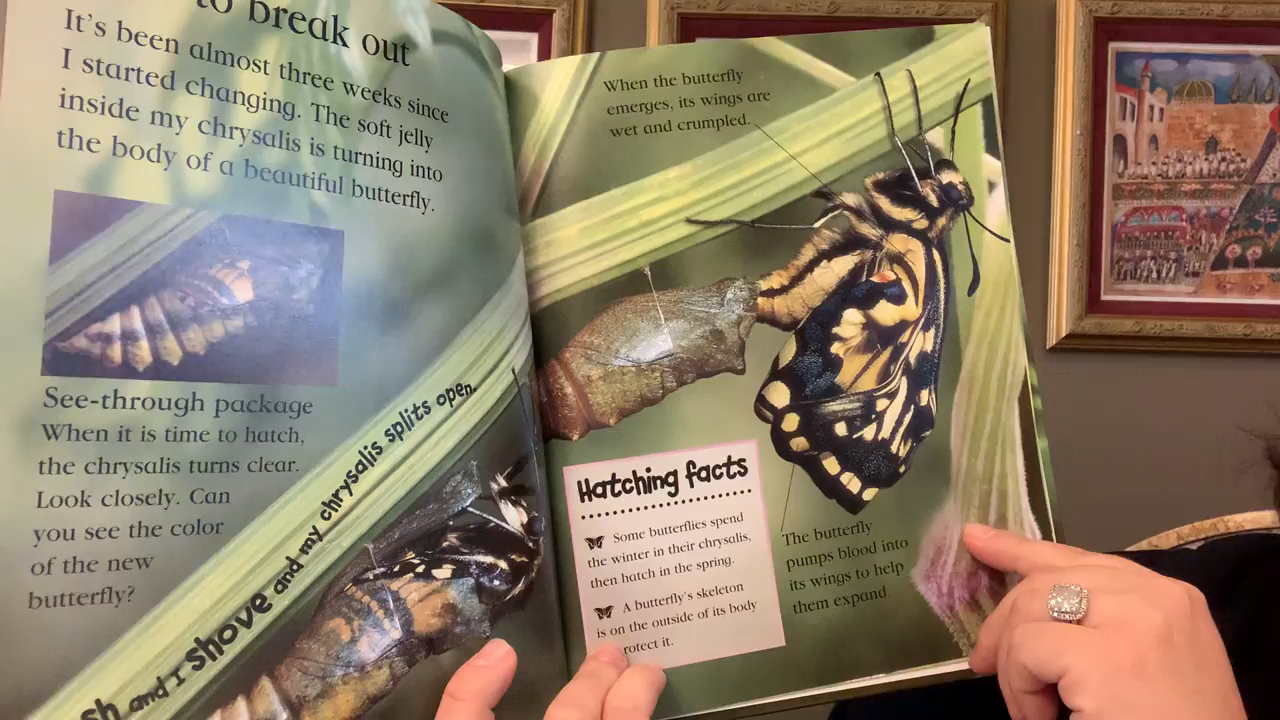 to break out
It's been almost three weeks since
I started changing. The soft jelly
inside my chrysalis is turning into
the body of a beautiful butterfly.
See-through package
When it is time to hatch,
the chrysalis turns clear.
Look closely. Can
you see the color
of the new
butterfly?
sh and I shove and my chrysalis splits open.
When the butterfly
emerges, its wings are
wet and crumpled.
Hatching facts
Some butterflies spend
the winter in their chrysalis,
then hatch in the spring.
A butterfly's skeleton
is on the outside of its body
rotect it.
The butterfly
pumps blood into
its wings to help
them expand.